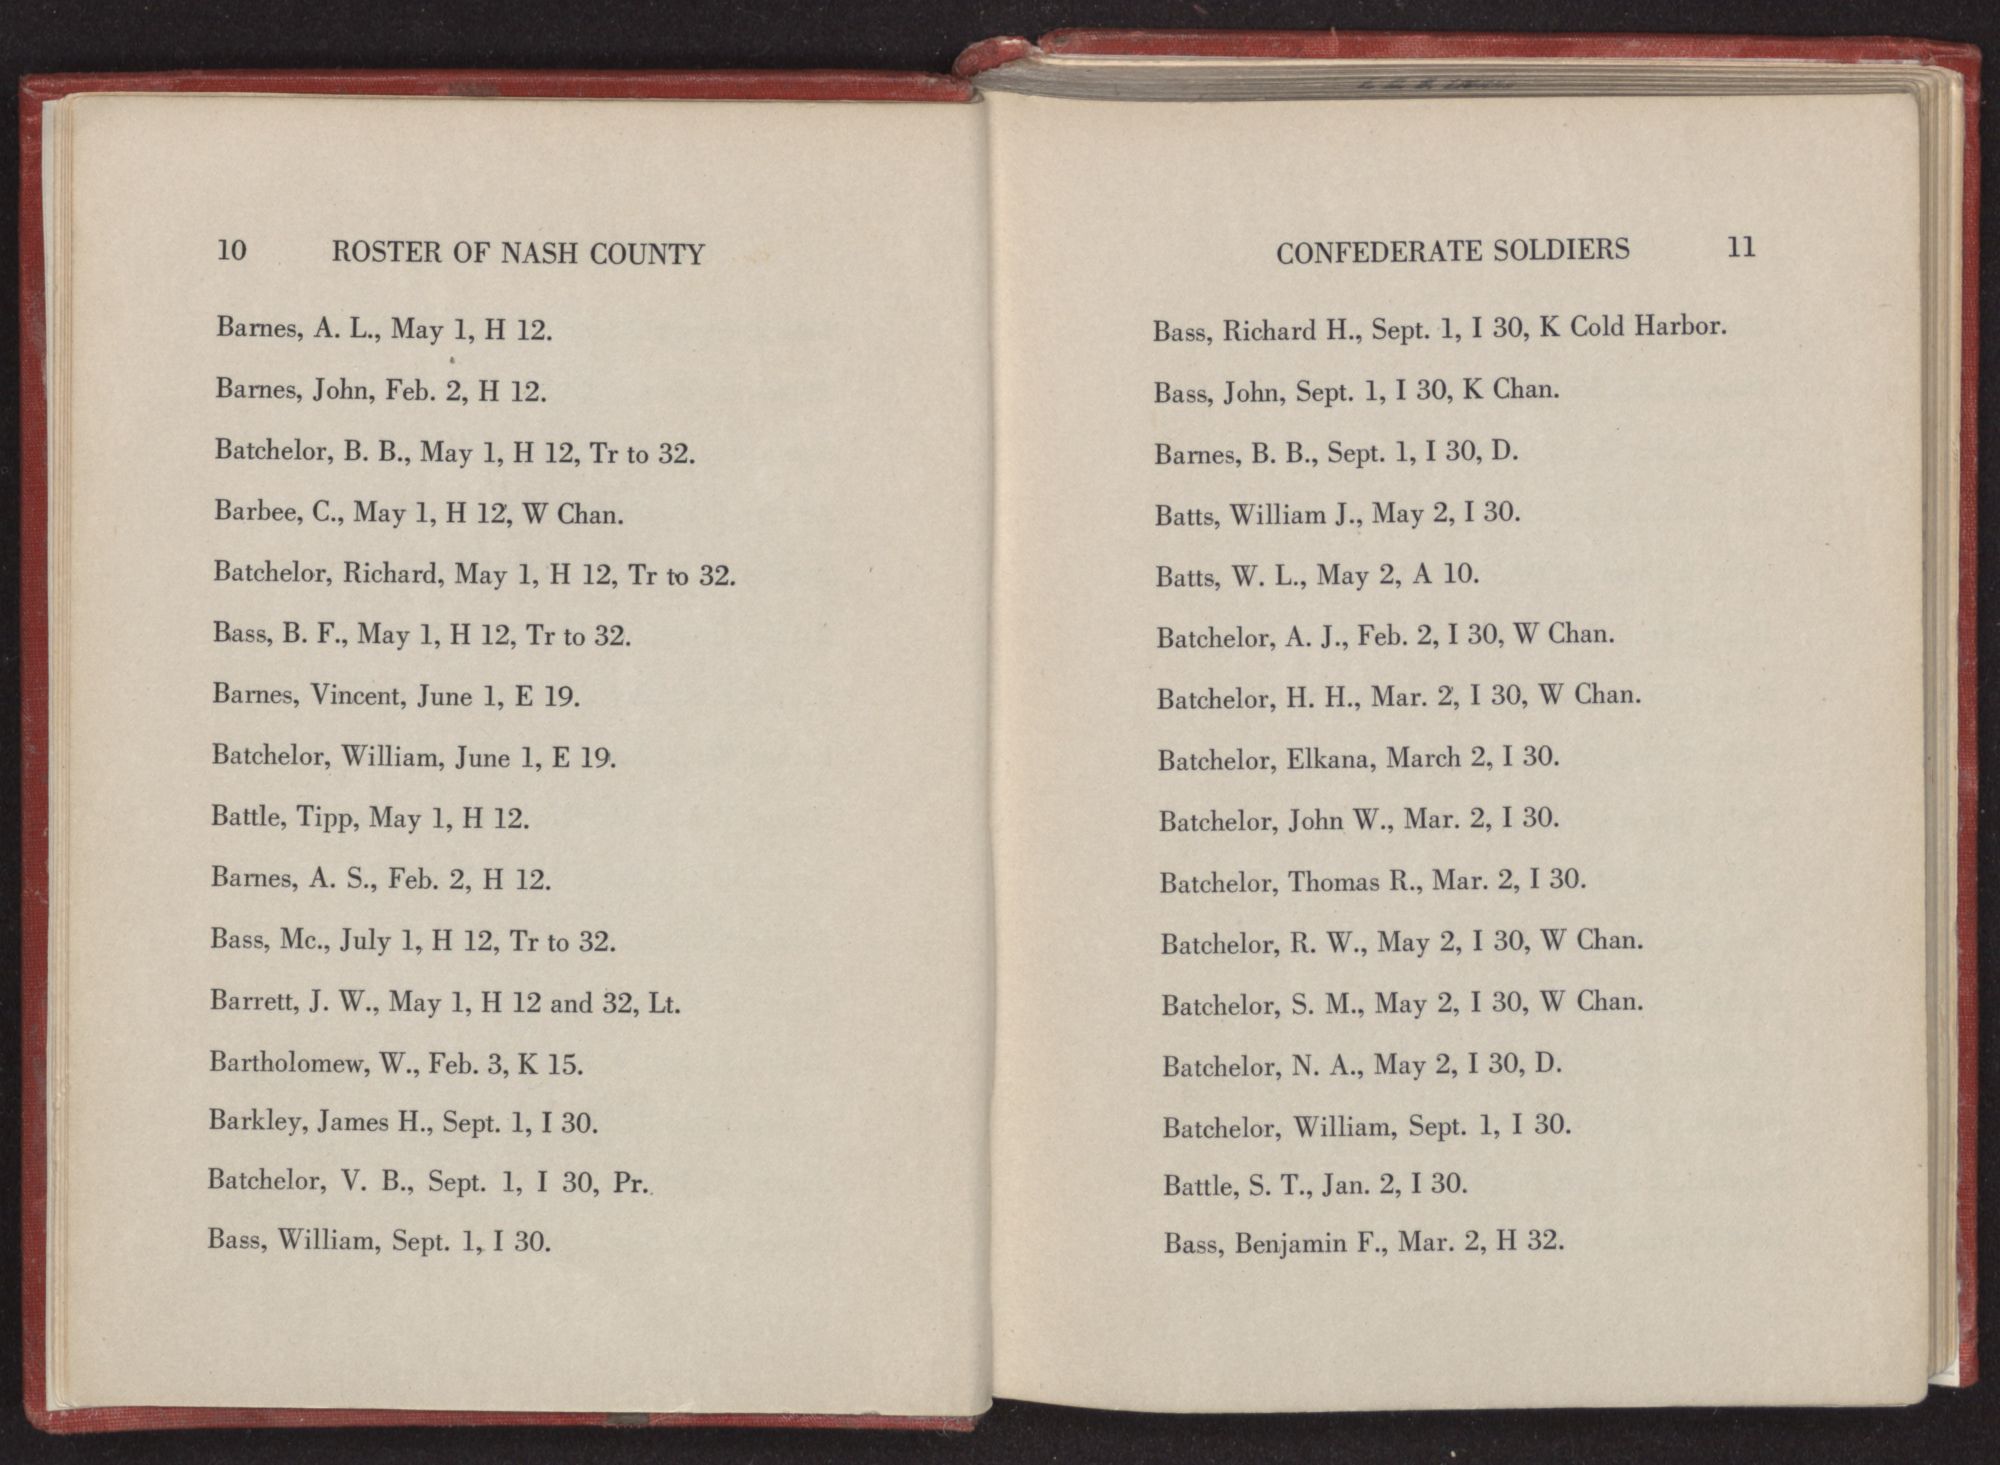 10 ROSTER OF NASH COUNTY
Barnes, A. L., May 1, H 12.
Barnes, John, Feb. 2, H 12.
Batchelor, B. B., May 1, H 12, Tr to 32.
Barbee, C., May 1, H 12, W Chan.
Batchelor, Richard, May 1, H 12, Tr to 32.
Bass, B. F., May 1, H 12, Tr to 32.
Barnes, Vincent, June 1, E 19.
Batchelor, William, June 1, E 19.
Battle, Tipp, May 1, H 12.
Barnes, A. S., Feb. 2, H 12.
Bass, Mc., July 1, H 12, Tr to 32.
Barrett, J. W., May 1, H 12 and 32, Lt.
Bartholomew, W., Feb. 3, K 15.
Barkley, James H., Sept. 1, I 30.
Batchelor, V. B., Sept. 1, I 30, Pr.
Bass, William, Sept. 1, I 30.
CONFEDERATE SOLDIERS 11
Bass, Richard H., Sept. 1, I 30, K Cold Harbor.
Bass, John, Sept. 1, I 30, K Chan.
Barnes, B. B., Sept. 1, I 30, D.
Batts, William J., May 2, I 30.
Batts, W. L., May 2, A 10.
Batchelor, A. J., Feb. 2, I 30, W Chan.
Batchelor, H. H., Mar. 2, I 30, W Chan.
Batchelor, Elkana, March 2, I 30.
Batchelor, John W., Mar. 2, I 30.
Batchelor, Thomas R., Mar. 2, I 30.
Batchelor, R. W., May 2, I 30, W Chan.
Batchelor, S. M., May 2, I 30, W Chan.
Batchelor, N. A., May 2, I 30, D.
Batchelor, William, Sept. 1, I 30.
Battle, S. T., Jan. 2, I 30.
Bass, Benjamin F., Mar. 2, H 32.